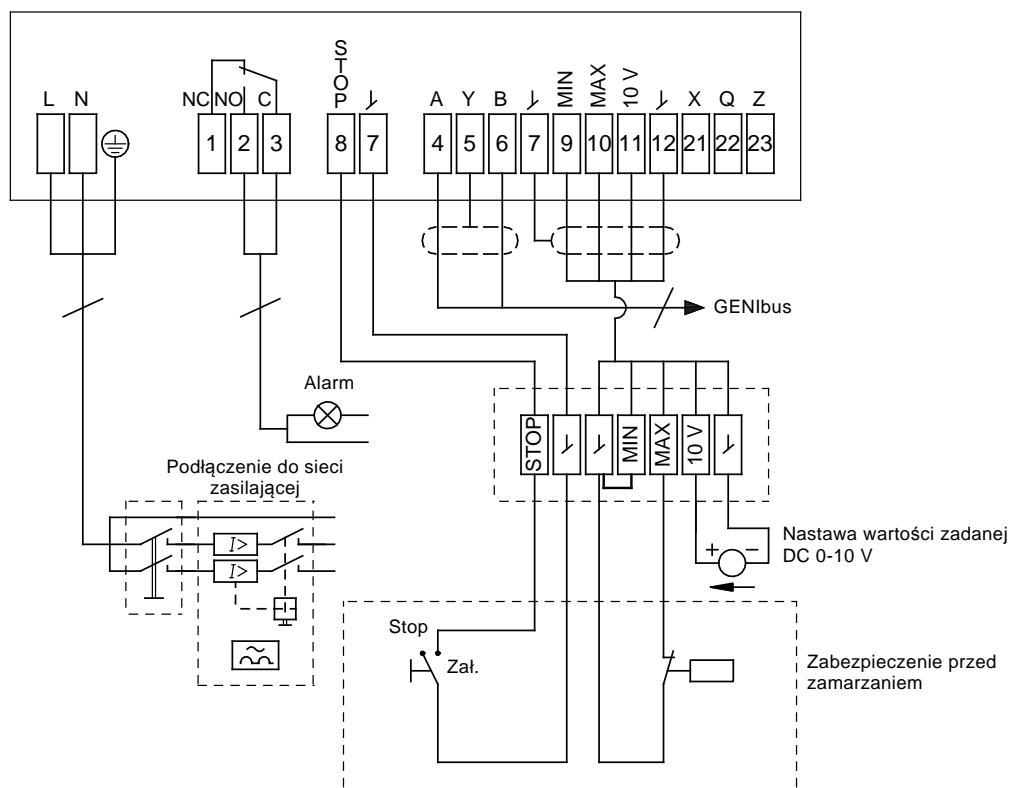 STOP
L N
NC NO C
A Y B
MIN
MAX
10 V
X Q Z
1 2 3
8 7
4 5 6 7 9 10 11 12 21 22 23
GENIbus
Alarm
STOP
MIN
MAX
10 V
Podłączenie do sieci
zasilającej
I>
I>
+ −
Nastawa wartości zadanej
DC 0-10 V
Stop
Zał.
Zabezpieczenie przed
zamarzaniem